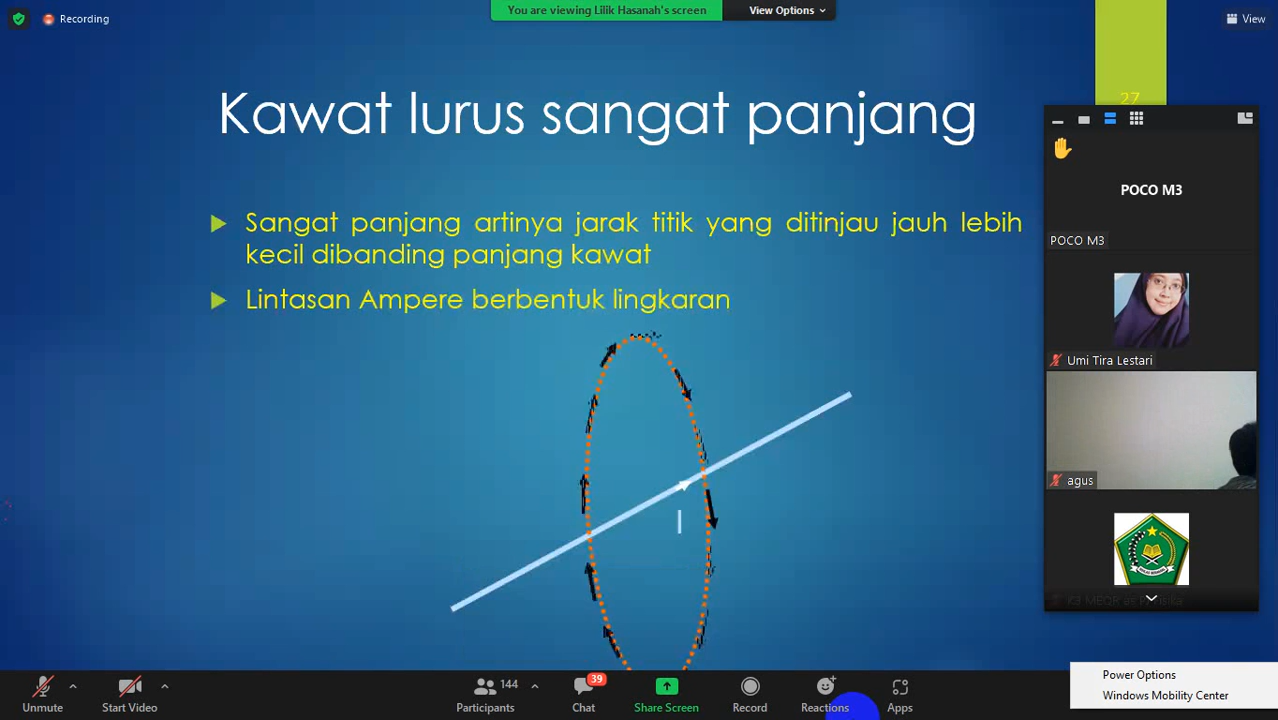 Recording
You are viewing Lilik Hasanah's screen
View Options
View
27
Kawat lurus sangat panjang
Sangat panjang artinya jarak titik yang ditinjau jauh lebih
kecil dibanding panjang kawat
Lintasan Ampere berbentuk lingkaran
I
POCO M3
POCO M3
Umi Tira Lestari
agus
Unmute
Start Video
144
Participants
39
Chat
Share Screen
Record
Reactions
Apps
Power Options
Windows Mobility Center